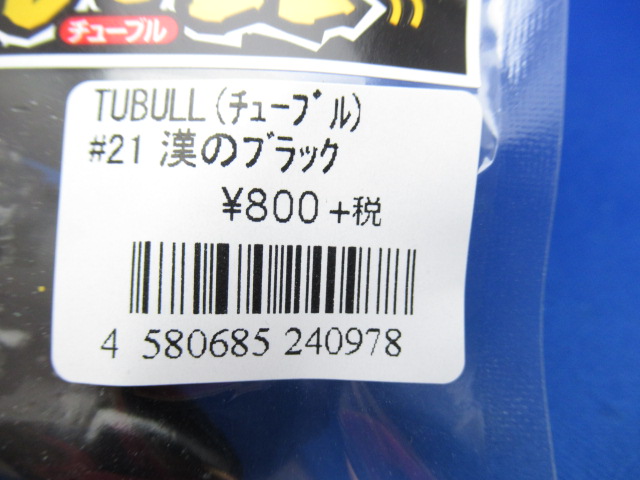 チューブル
TUBULL(ﾁｭｰﾌﾞﾙ)
#21 漢のﾌﾞﾗｯｸ
¥800+税
4 580685 240978